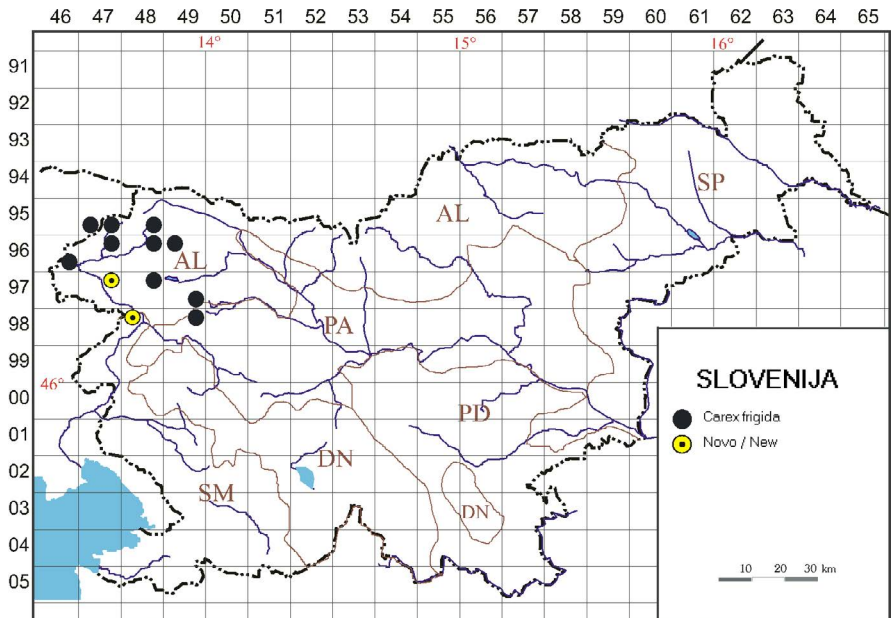 46 47 48 49 50 51 52 53 54 55 56 57 58 59 60 61 62 63 64 65
14° 15° 16°
91
92
93
94
SP
95
AL
96
AL
97
98
PA
99
46°
SLOVENIJA
00
PD
Carex frigida
01
Novo / New
02
DN
03
SM
DN
04
05
10 20 30 km